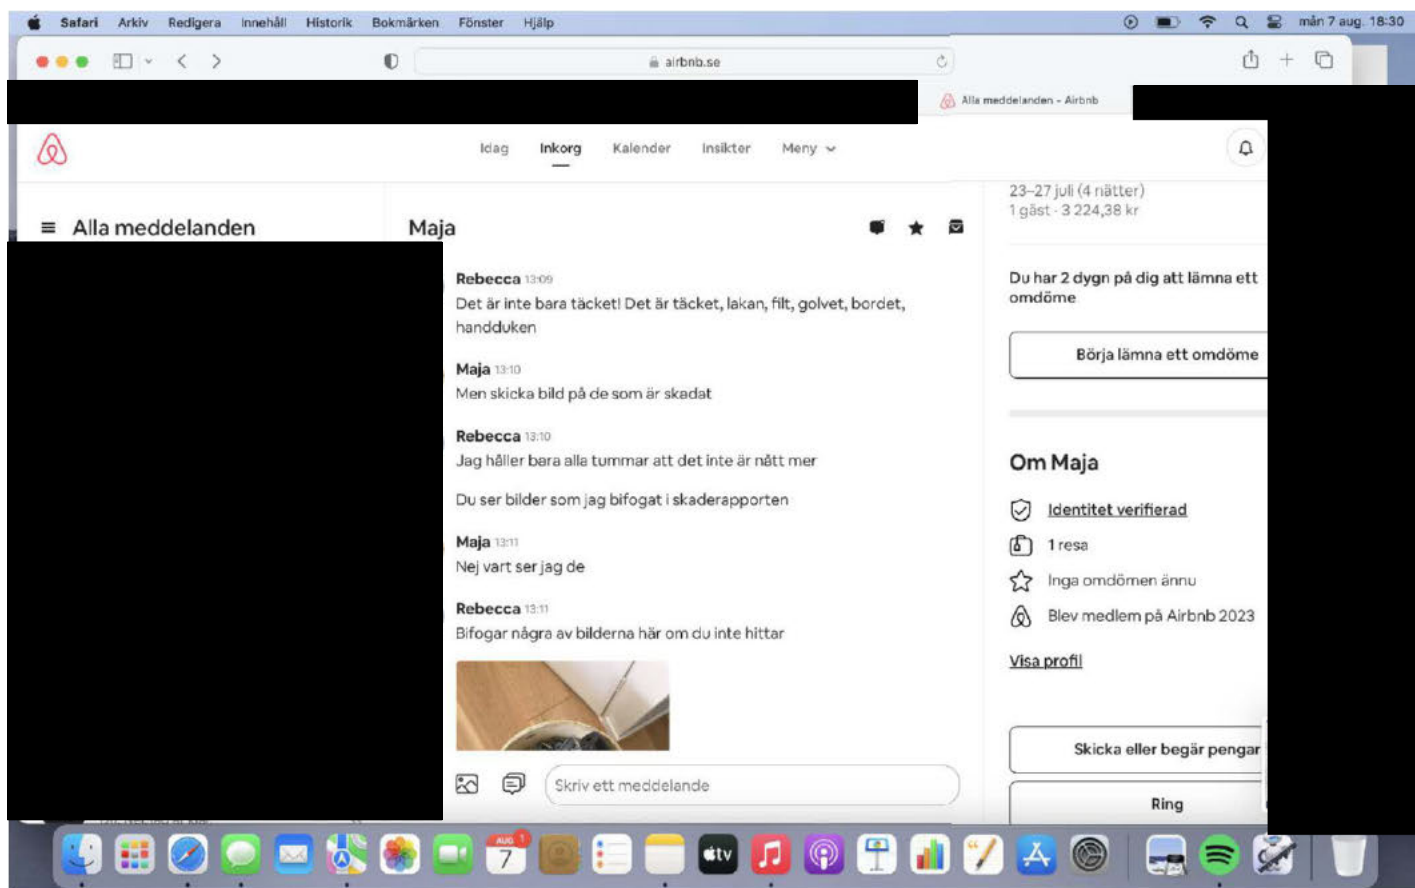 Safari Arkiv Redigera Innehåll Historik Bokmärken Fönster Hjälp mån 7 aug. 18:30
airbnb.se
Alla meddelanden - Airbnb
Idag Inkorg Kalender Insikter Meny
Alla meddelanden
Maja
Rebecca 13:09
Det är inte bara täcket! Det är täcket, lakan, filt, golvet, bordet,
handduken
Maja 13:10
Men skicka bild på de som är skadat
Rebecca 13:10
Jag håller bara alla tummar att det inte är nått mer
Du ser bilder som jag bifogat i skaderapporten
Maja 13:11
Nej vart ser jag de
Rebecca 13:11
Bifogar några av bilderna här om du inte hittar
Skriv ett meddelande
23–27 juli (4 nätter)
1 gäst · 3 224,38 kr
Du har 2 dygn på dig att lämna ett
omdöme
Börja lämna ett omdöme
Om Maja
Identitet verifierad
1 resa
Inga omdömen ännu
Blev medlem på Airbnb 2023
Visa profil
Skicka eller begär pengar
Ring
AUG 1
7
tv